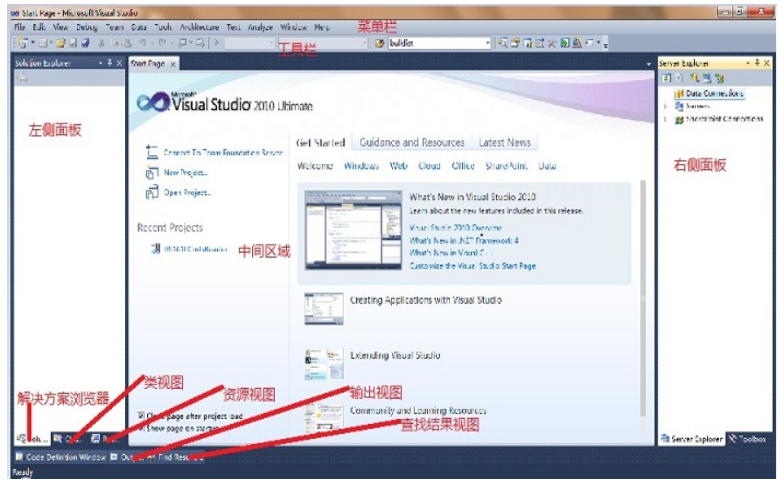 Start Page - Microsoft Visual Studio
File Edit View Debug Team Data Tools Architecture Test Analyze Window Help
菜单栏
工具栏
buildlist
Solution Explorer
Start Page
Server Explorer
Data Connections
Servers
SharePoint Connections
左侧面板
右侧面板
Microsoft
Visual Studio 2010 Ultimate
Connect To Team Foundation Server
New Project...
Open Project...
Recent Projects
中间区域
Get Started Guidance and Resources Latest News
Welcome Windows Web Cloud Office SharePoint Data
What's New in Visual Studio 2010
Learn about the new features included in this release.
Visual Studio 2010 Overview
What's New in .NET Framework 4
What's New in Visual C++
Customize the Visual Studio Start Page
Creating Applications with Visual Studio
Extending Visual Studio
Community and Learning Resources
解决方案浏览器
类视图
资源视图
输出视图
查找结果视图
Close page after project load
Show page on startup
Server Explorer Toolbox
Code Definition Window
Find Results
Ready